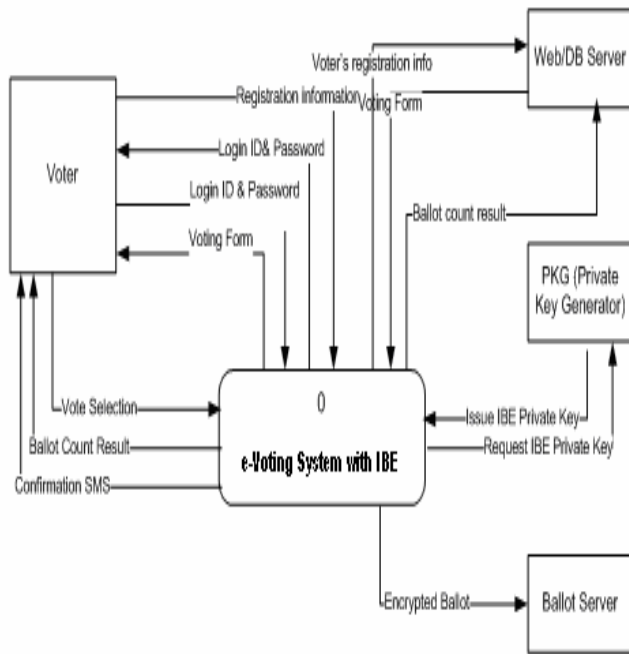 Voter's registration info
Web/DB Server
Registration information
Voting Form
Login ID& Password
Voter
Login ID & Password
Ballot count result
Voting Form
PKG (Private
Key Generator)
0
Vote Selection
Issue IBE Private Key
Ballot Count Result
Request IBE Private Key
e-Voting System with IBE
Confirmation SMS
Encrypted Ballot
Ballot Server